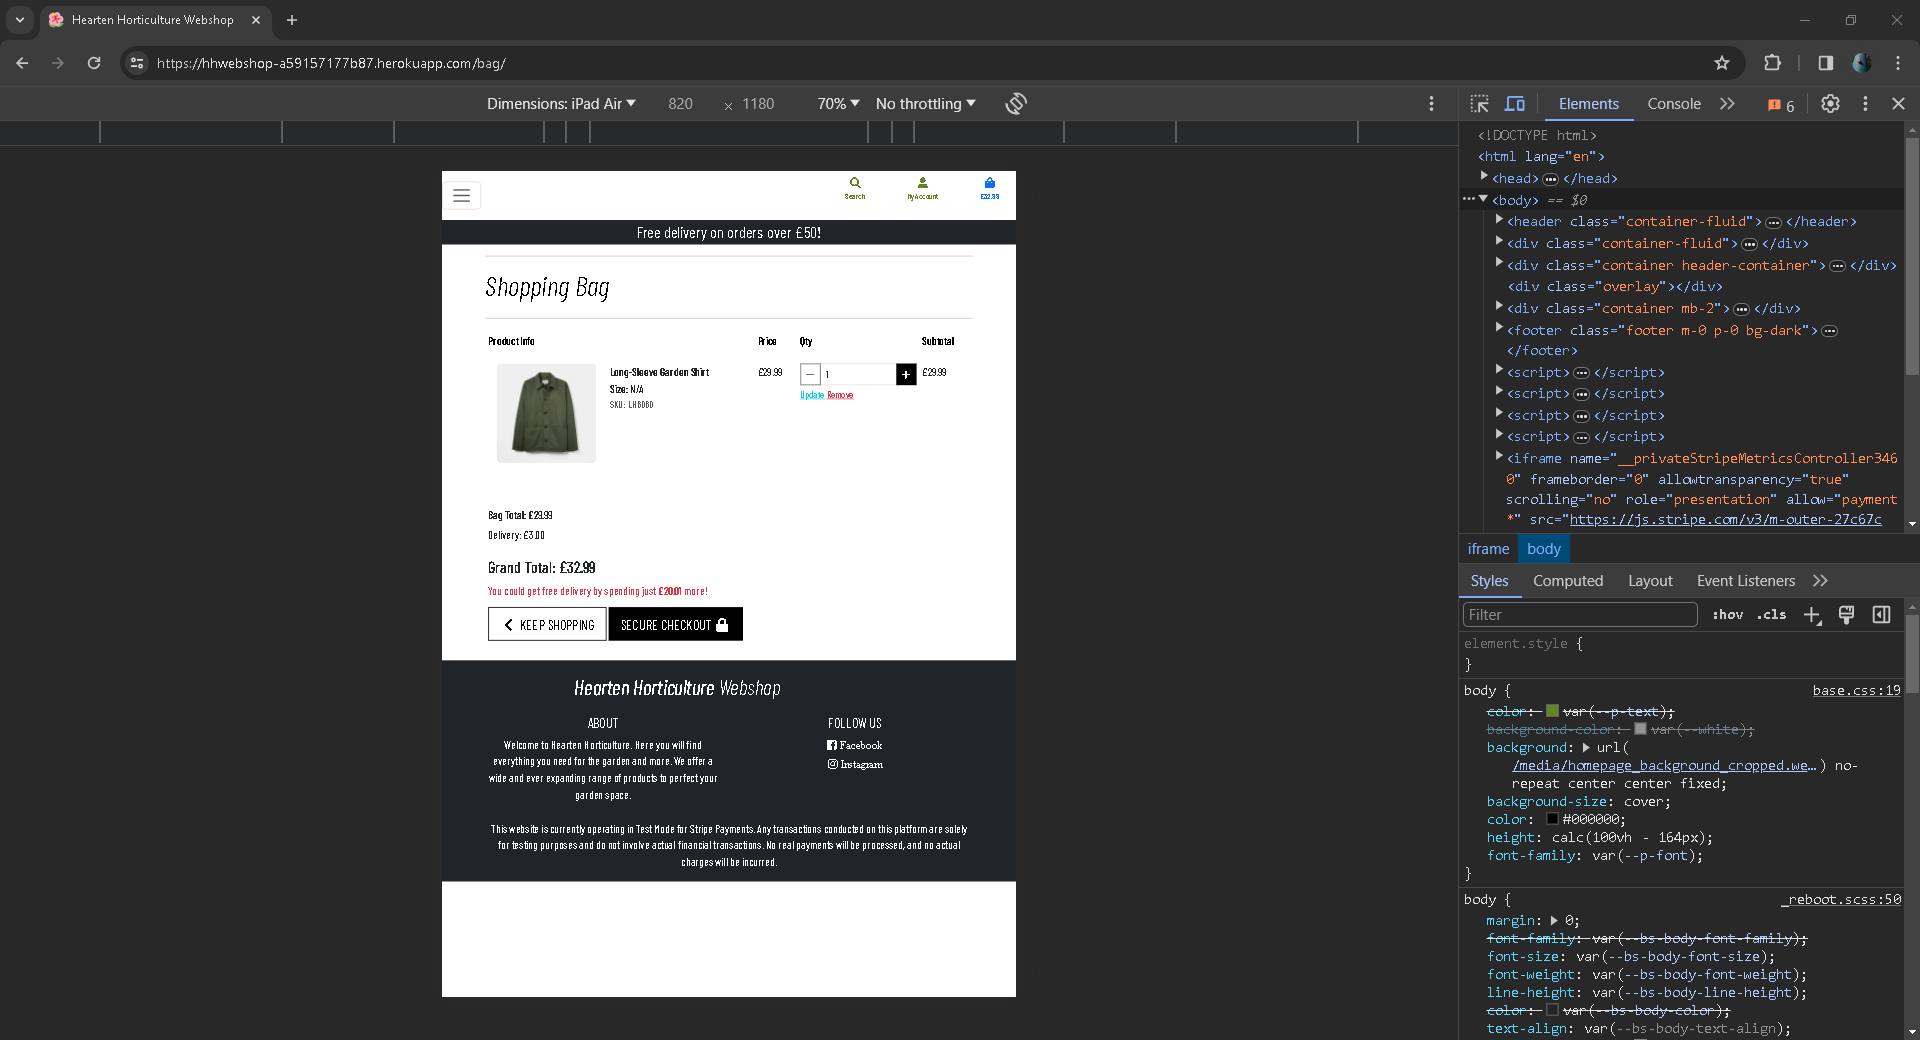 Hearten Horticulture Webshop
https://hhwebshop-a59157177b87.herokuapp.com/bag/
Dimensions: iPad Air 820 × 1180 70% No throttling
Elements Console 6
Search My Account £32.99
Free delivery on orders over £50!
Shopping Bag
Product Info Price Qty Subtotal
Long-Sleeve Garden Shirt £29.99 1 £29.99
Size: N/A
Update Remove
SKU: LH6060
Bag Total: £29.99
Delivery: £3.00
Grand Total: £32.99
You could get free delivery by spending just £20.01 more!
KEEP SHOPPING SECURE CHECKOUT
Hearten Horticulture Webshop
ABOUT FOLLOW US
Welcome to Hearten Horticulture. Here you will find
everything you need for the garden and more. We offer a
wide and ever expanding range of products to perfect your
garden space.
Facebook
Instagram
This website is currently operating in Test Mode for Stripe Payments. Any transactions conducted on this platform are solely
for testing purposes and do not involve actual financial transactions. No real payments will be processed, and no actual
charges will be incurred.
<!DOCTYPE html>
<html lang="en">
<head> ••• </head>
••• <body> == $0
<header class="container-fluid"> ••• </header>
<div class="container-fluid"> ••• </div>
<div class="container header-container"> ••• </div>
<div class="overlay"></div>
<div class="container mb-2"> ••• </div>
<footer class="footer m-0 p-0 bg-dark"> •••
</footer>
<script> ••• </script>
<script> ••• </script>
<script> ••• </script>
<script> ••• </script>
<iframe name="__privateStripeMetricsController346
0" frameborder="0" allowtransparency="true"
scrolling="no" role="presentation" allow="payment
*" src="https://js.stripe.com/v3/m-outer-27c67c
iframe body
Styles Computed Layout Event Listeners
Filter :hov .cls
element.style {
}
body { base.css:19
color: var(--p-text);
background-color: var(--white);
background: url(
/media/homepage_background_cropped.we…) no-
repeat center center fixed;
background-size: cover;
color: #000000;
height: calc(100vh - 164px);
font-family: var(--p-font);
}
body { _reboot.scss:50
margin: 0;
font-family: var(--bs-body-font-family);
font-size: var(--bs-body-font-size);
font-weight: var(--bs-body-font-weight);
line-height: var(--bs-body-line-height);
color: var(--bs-body-color);
text-align: var(--bs-body-text-align);